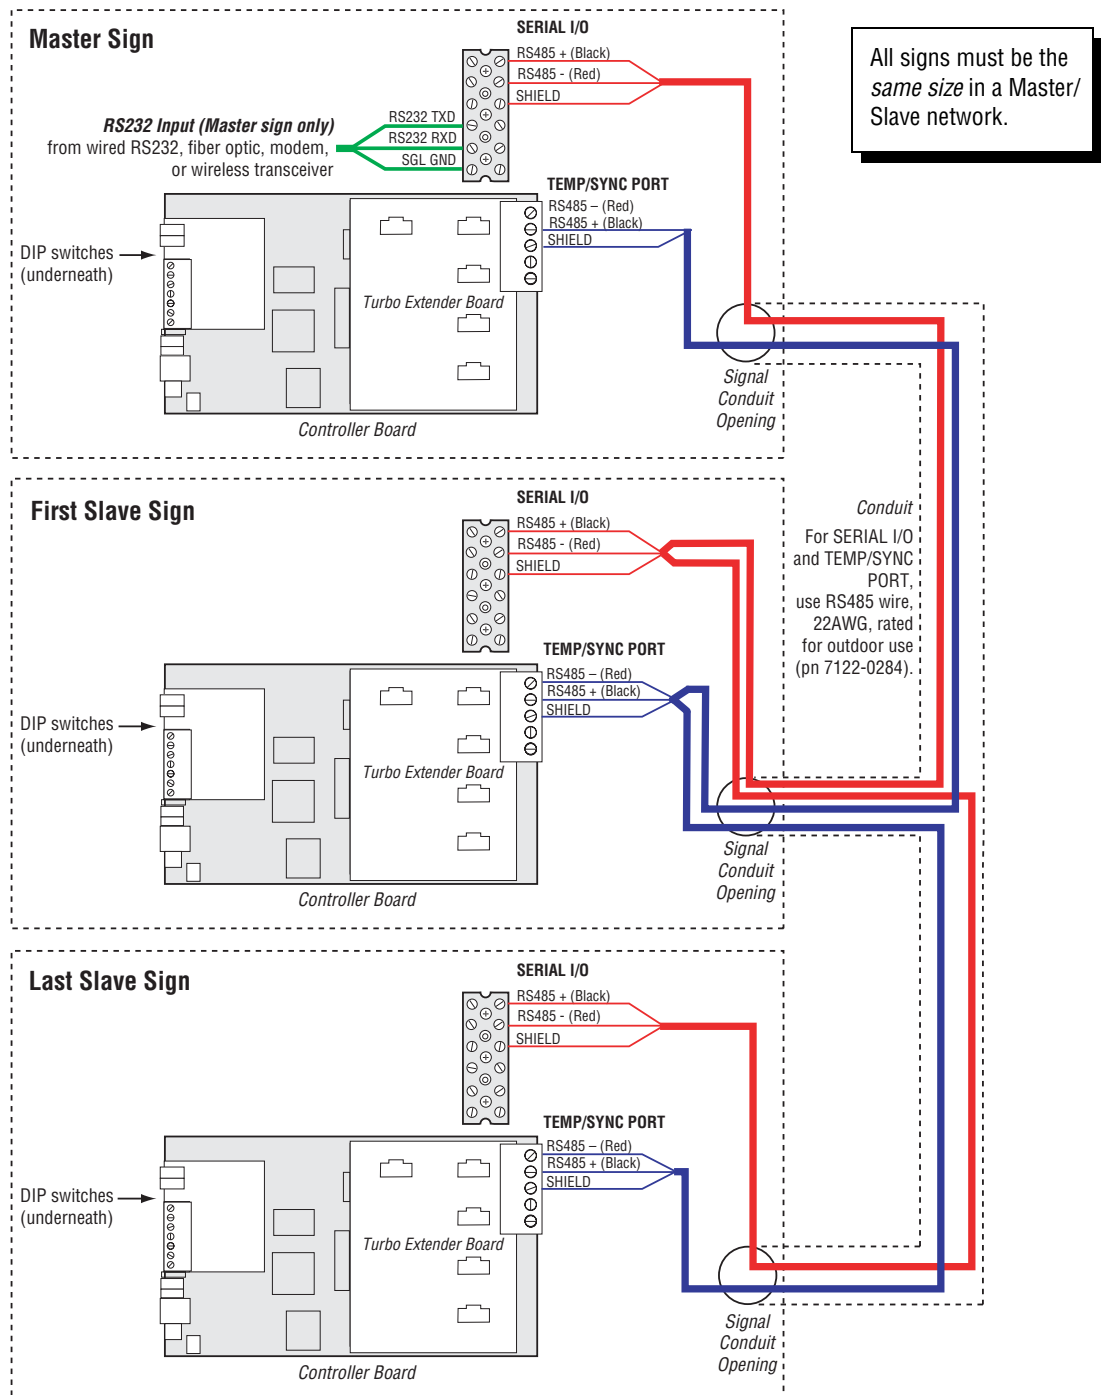 Master Sign
SERIAL I/O
RS485 + (Black)
RS485 - (Red)
SHIELD
RS232 TXD
RS232 RXD
SGL GND
RS232 Input (Master sign only)
from wired RS232, fiber optic, modem,
or wireless transceiver
All signs must be the
same size in a Master/
Slave network.
TEMP/SYNC PORT
RS485 – (Red)
RS485 + (Black)
SHIELD
DIP switches
(underneath)
Turbo Extender Board
Controller Board
Signal
Conduit
Opening
First Slave Sign
SERIAL I/O
RS485 + (Black)
RS485 - (Red)
SHIELD
Conduit
For SERIAL I/O
and TEMP/SYNC
PORT,
use RS485 wire,
22AWG, rated
for outdoor use
(pn 7122-0284).
TEMP/SYNC PORT
RS485 – (Red)
RS485 + (Black)
SHIELD
DIP switches
(underneath)
Turbo Extender Board
Controller Board
Signal
Conduit
Opening
Last Slave Sign
SERIAL I/O
RS485 + (Black)
RS485 - (Red)
SHIELD
TEMP/SYNC PORT
RS485 – (Red)
RS485 + (Black)
SHIELD
DIP switches
(underneath)
Turbo Extender Board
Controller Board
Signal
Conduit
Opening